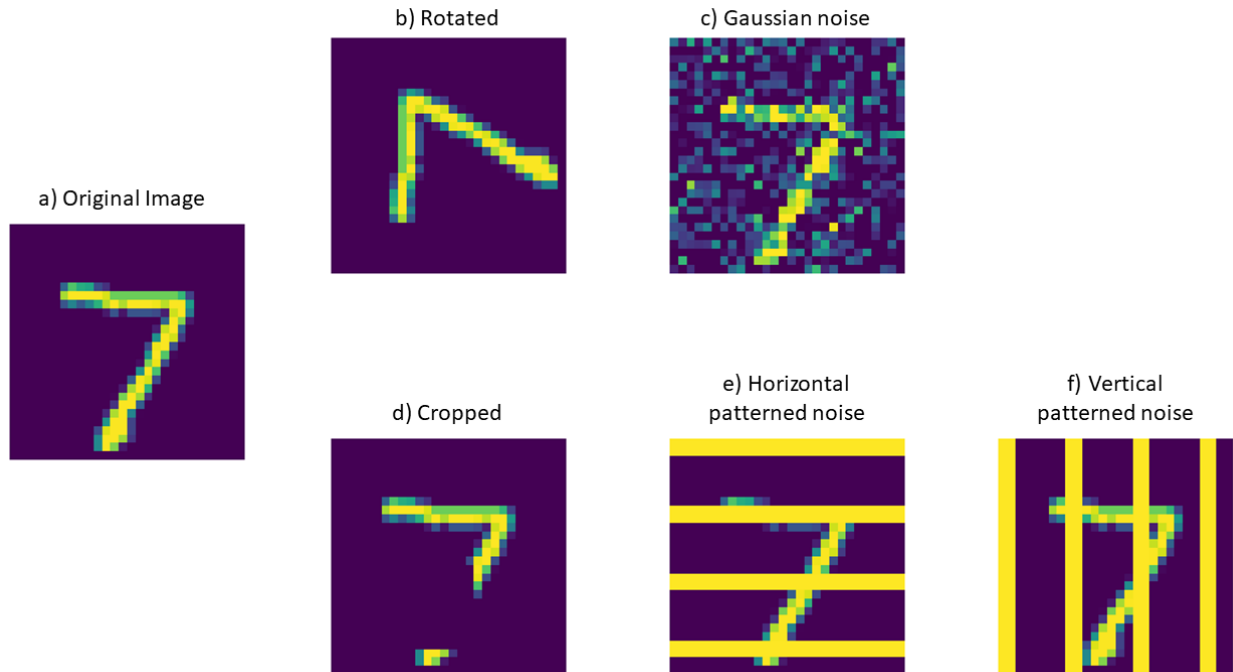 b) Rotated
c) Gaussian noise
a) Original Image
d) Cropped
e) Horizontal
patterned noise
f) Vertical
patterned noise